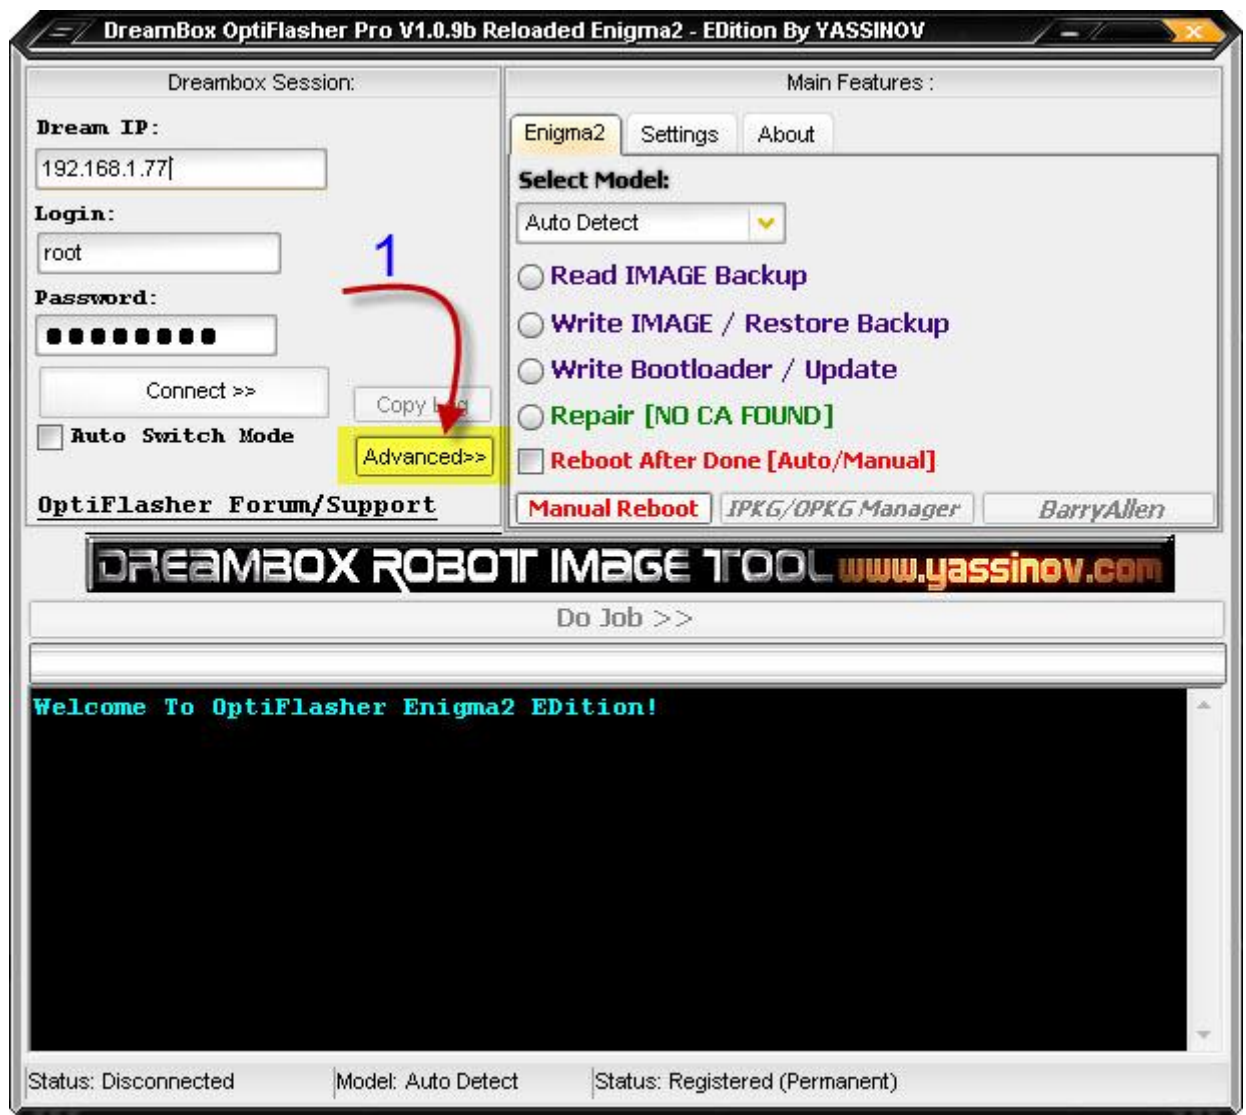 DreamBox OptiFlasher Pro V1.0.9b Reloaded Enigma2 - EDition By YASSINOV
Dreambox Session:
Dream IP:
192.168.1.77
Login:
root
Password:
Connect >>
Copy Log
Auto Switch Mode
Advanced>>
OptiFlasher Forum/Support
1
Main Features :
Enigma2 Settings About
Select Model:
Auto Detect
Read IMAGE Backup
Write IMAGE / Restore Backup
Write Bootloader / Update
Repair [NO CA FOUND]
Reboot After Done [Auto/Manual]
Manual Reboot IPKG/OPKG Manager BarryAllen
DREAMBOX ROBOT IMAGE TOOL www.yassinov.com
Do Job >>
Welcome To OptiFlasher Enigma2 EDition!
Status: Disconnected Model: Auto Detect Status: Registered (Permanent)